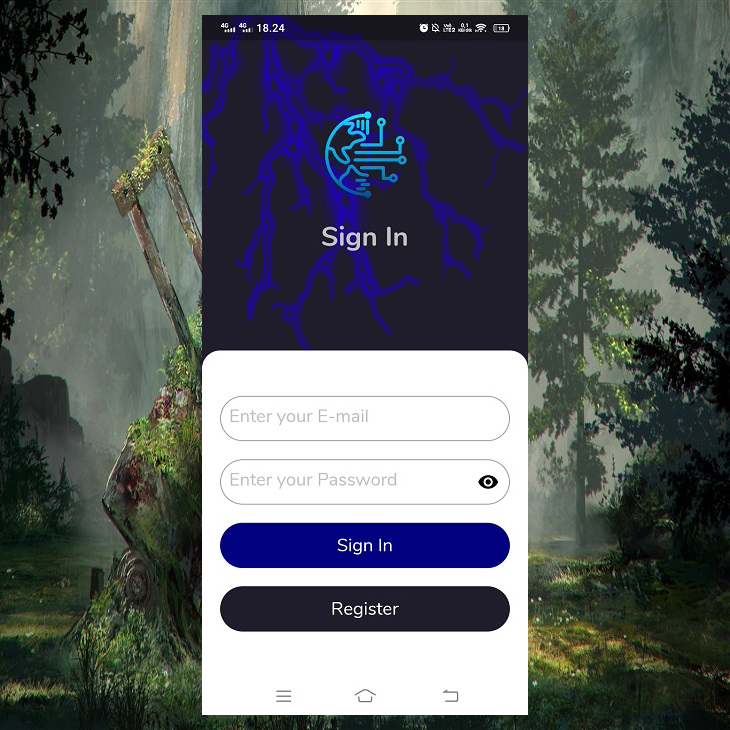 4G 4G 18.24 LTE2 0,1 KB/dtk 18
Sign In
Enter your E-mail
Enter your Password
Sign In
Register